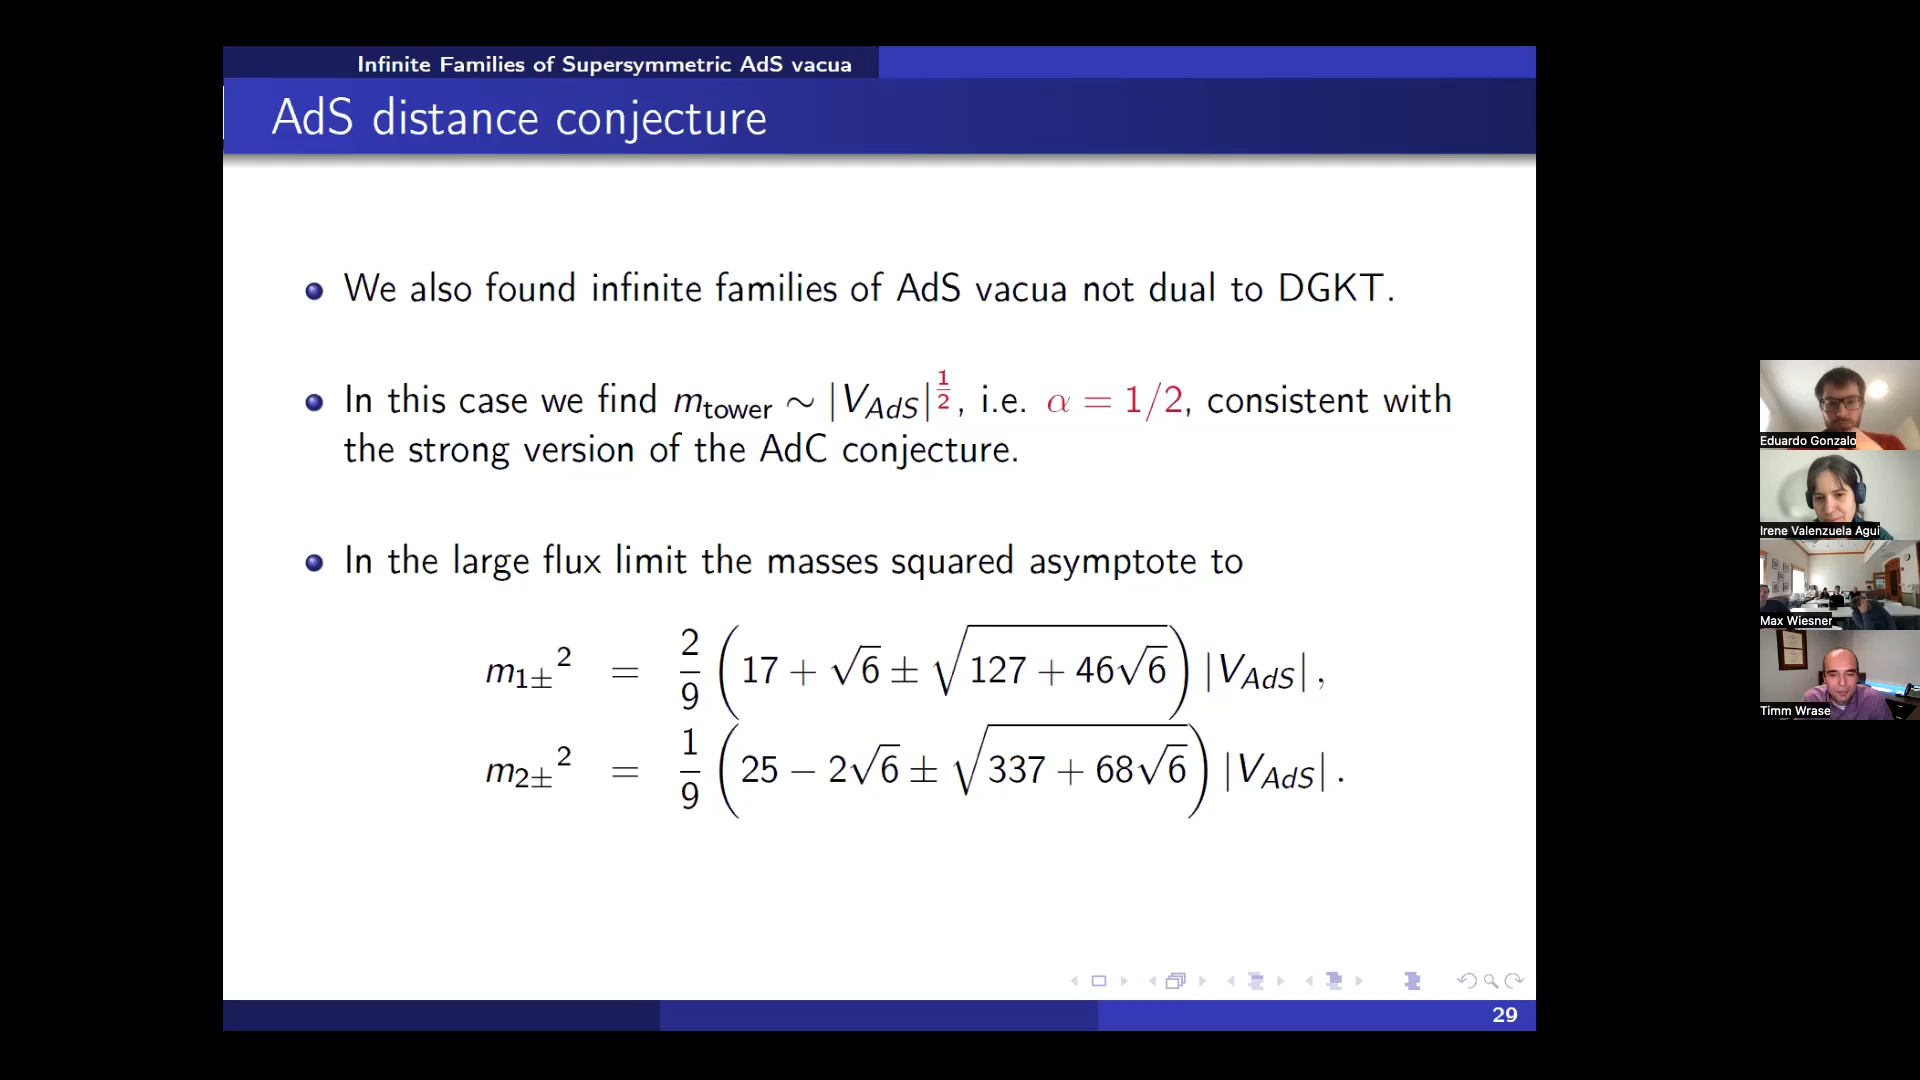 Infinite Families of Supersymmetric AdS vacua
AdS distance conjecture
We also found infinite families of AdS vacua not dual to DGKT.
In this case we find m_tower ∼ |V_AdS|^{1/2}, i.e. α = 1/2, consistent with
the strong version of the AdC conjecture.
In the large flux limit the masses squared asymptote to
m_{1±}^2 = 2/9 (17 + √6 ± √(127 + 46√6)) |V_AdS| ,
m_{2±}^2 = 1/9 (25 − 2√6 ± √(337 + 68√6)) |V_AdS| .
29
Eduardo Gonzalo
Irene Valenzuela Agui
Max Wiesner
Timm Wrase